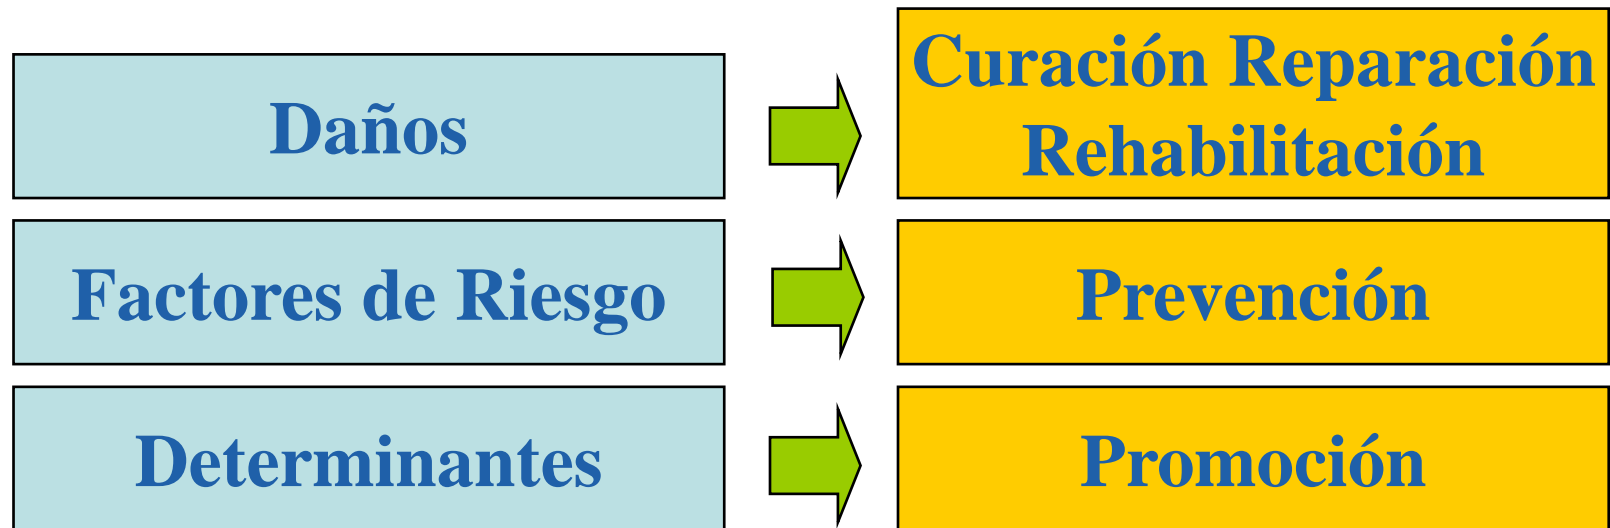 Daños
Curación Reparación
Rehabilitación
Factores de Riesgo
Prevención
Determinantes
Promoción